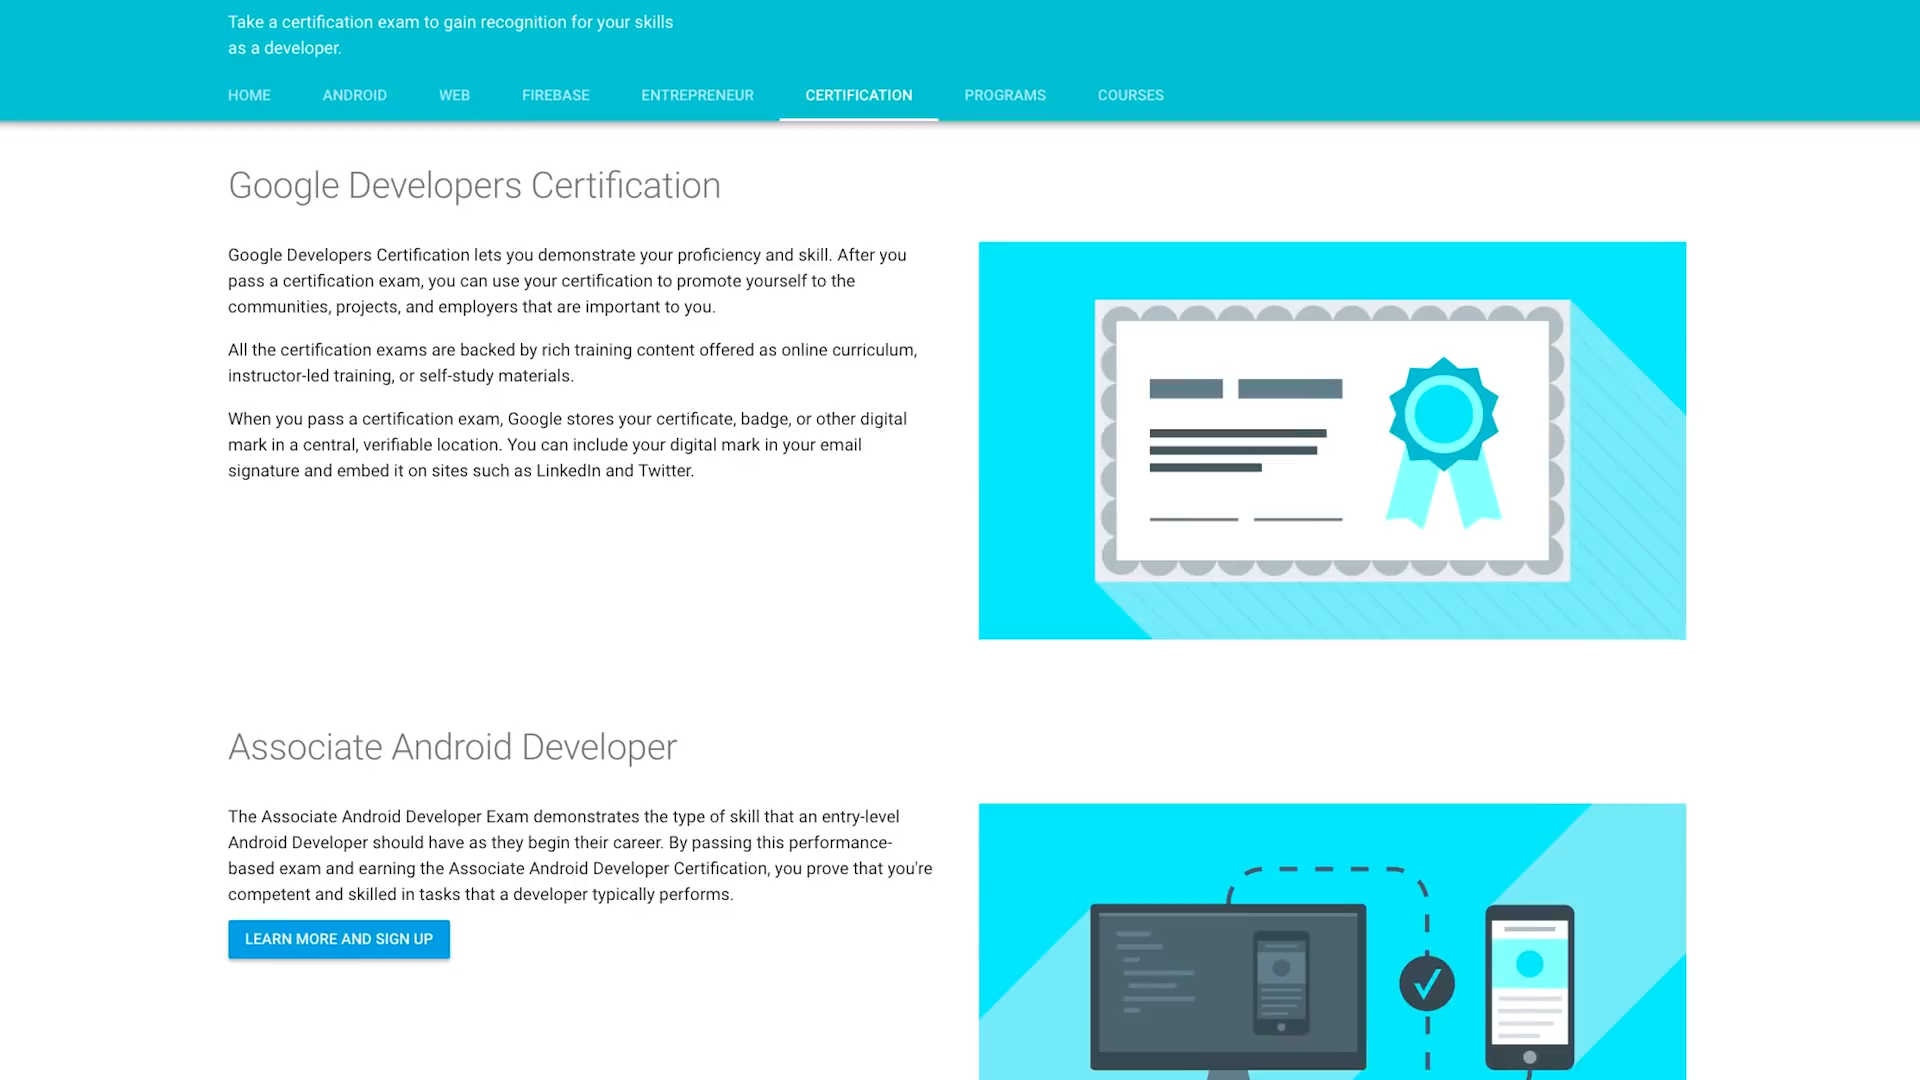 Take a certification exam to gain recognition for your skills
as a developer.
HOME ANDROID WEB FIREBASE ENTREPRENEUR CERTIFICATION PROGRAMS COURSES
Google Developers Certification
Google Developers Certification lets you demonstrate your proficiency and skill. After you
pass a certification exam, you can use your certification to promote yourself to the
communities, projects, and employers that are important to you.
All the certification exams are backed by rich training content offered as online curriculum,
instructor-led training, or self-study materials.
When you pass a certification exam, Google stores your certificate, badge, or other digital
mark in a central, verifiable location. You can include your digital mark in your email
signature and embed it on sites such as LinkedIn and Twitter.
Associate Android Developer
The Associate Android Developer Exam demonstrates the type of skill that an entry-level
Android Developer should have as they begin their career. By passing this performance-
based exam and earning the Associate Android Developer Certification, you prove that you're
competent and skilled in tasks that a developer typically performs.
LEARN MORE AND SIGN UP